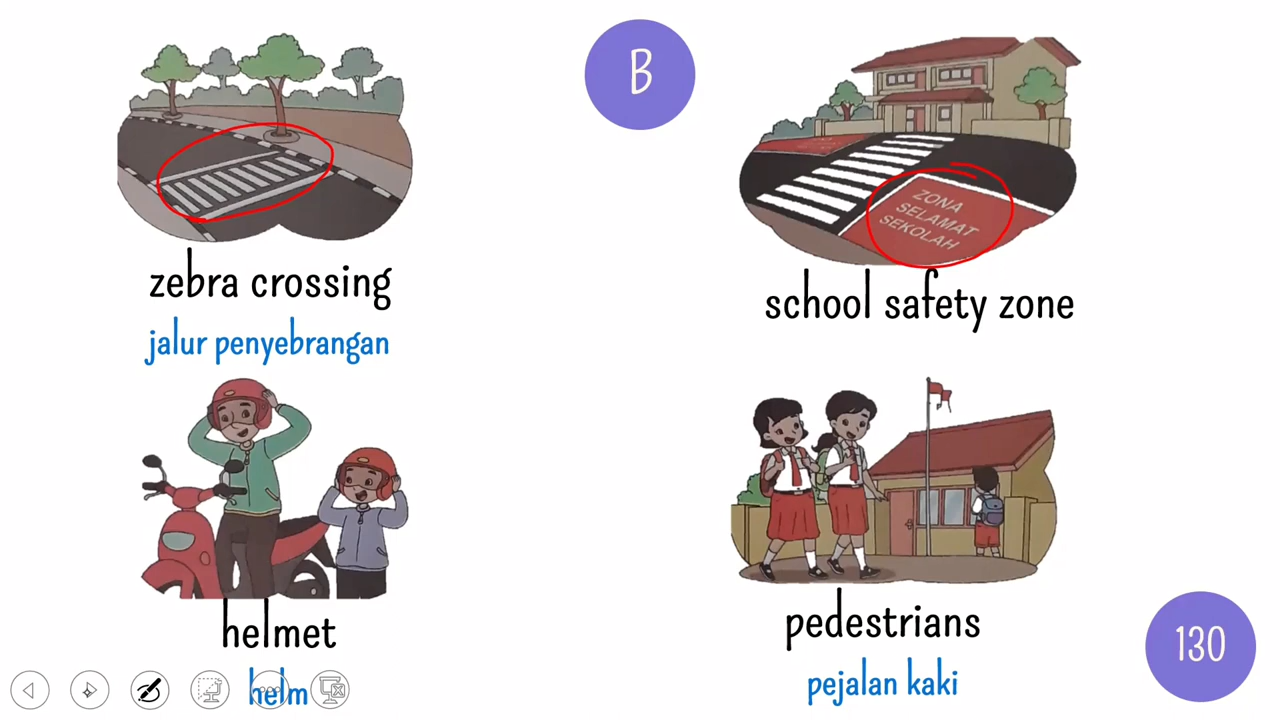 B
zebra crossing
jalur penyebrangan
ZONA
SELAMAT
SEKOLAH
school safety zone
helmet
helm
pedestrians
pejalan kaki
130